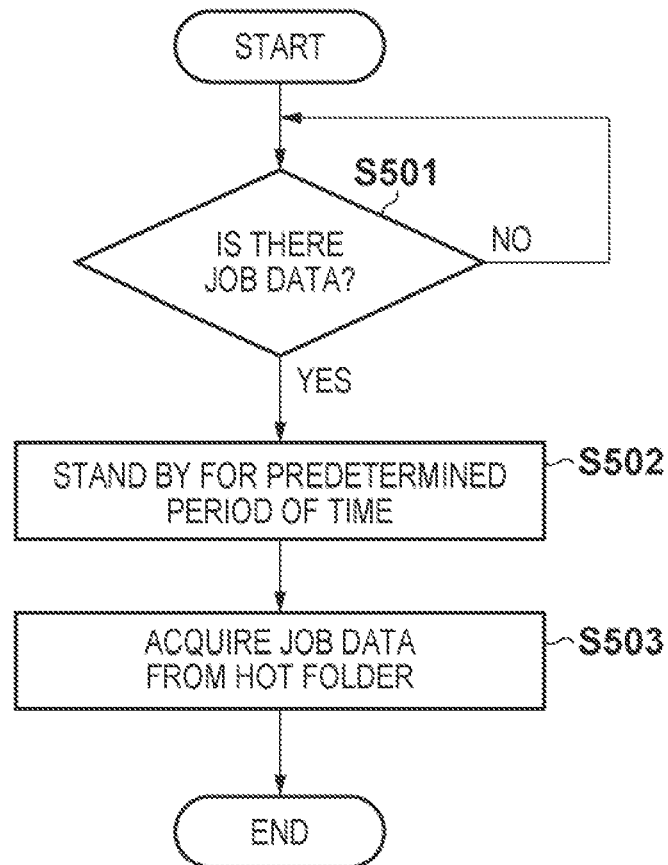 START
S501
IS THERE
JOB DATA?
NO
YES
STAND BY FOR PREDETERMINED
PERIOD OF TIME
S502
ACQUIRE JOB DATA
FROM HOT FOLDER
S503
END